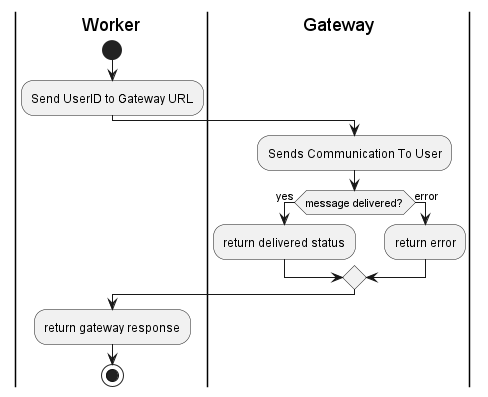 Worker
Gateway
Send UserID to Gateway URL
Sends Communication To User
yes
message delivered?
error
return delivered status
return error
return gateway response